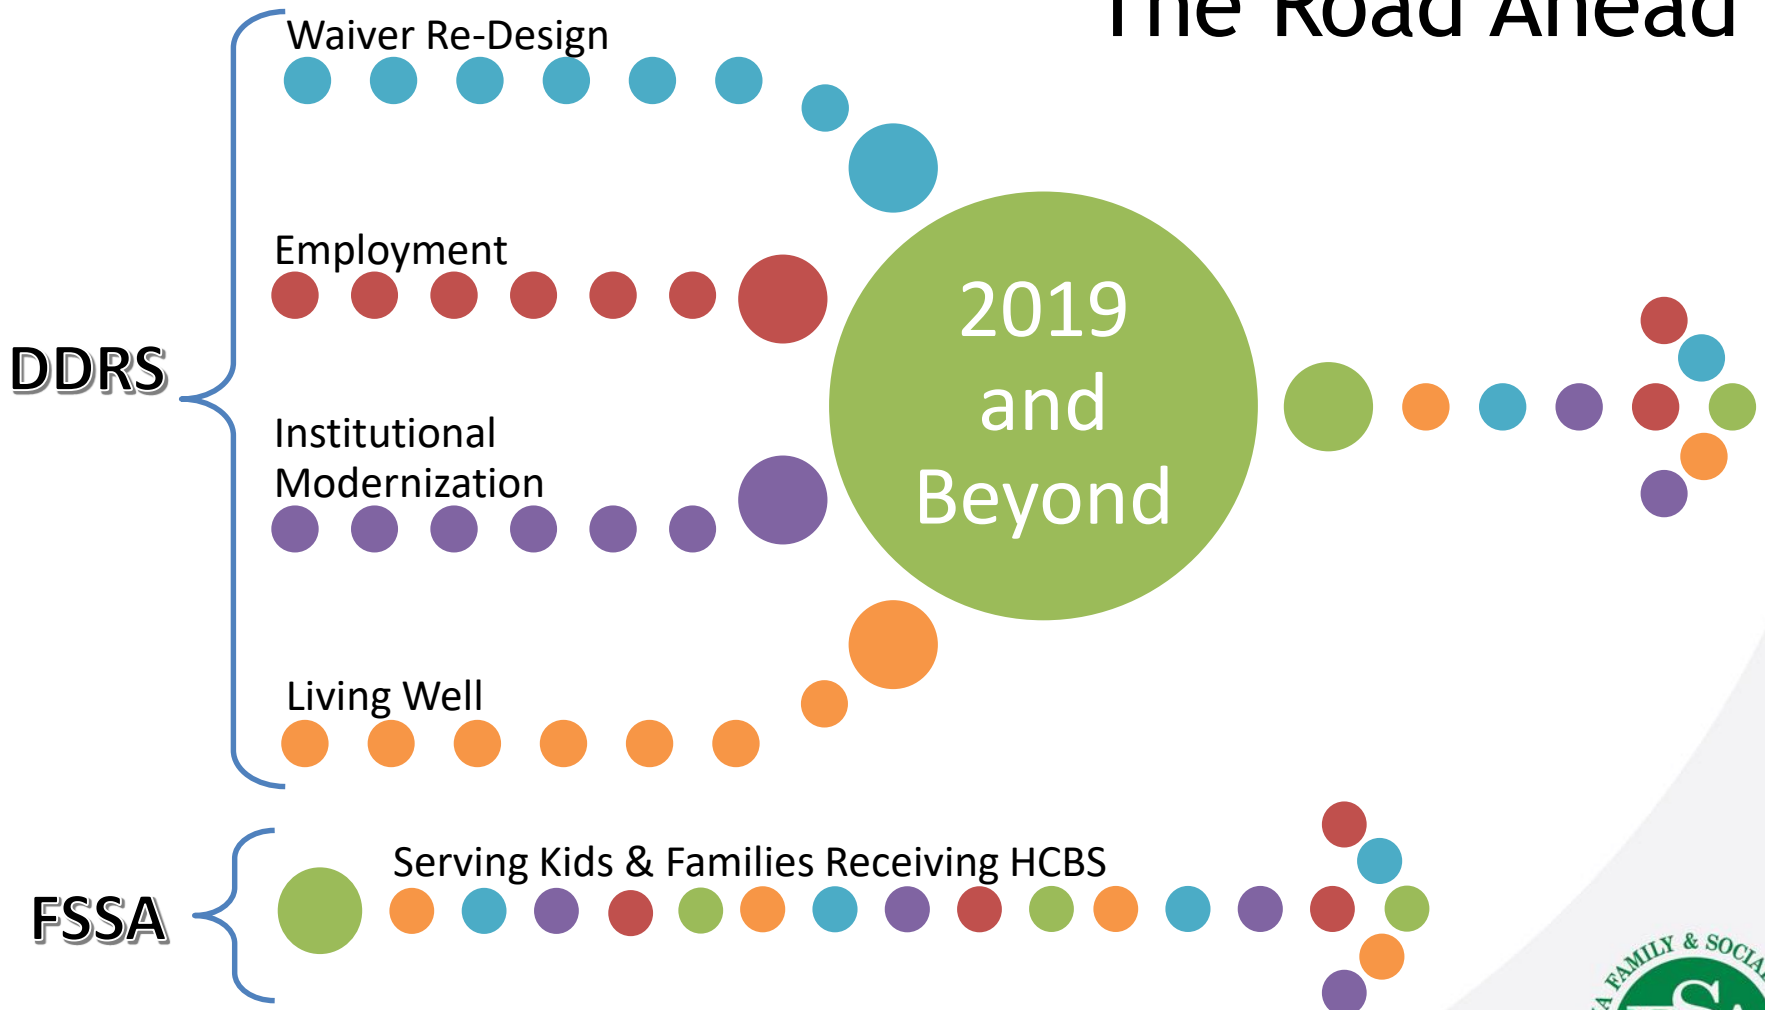 The Road Ahead
Waiver Re-Design
Employment
DDRS
Institutional
Modernization
Living Well
2019
and
Beyond
FSSA
Serving Kids & Families Receiving HCBS
FAMILY & SOCIA